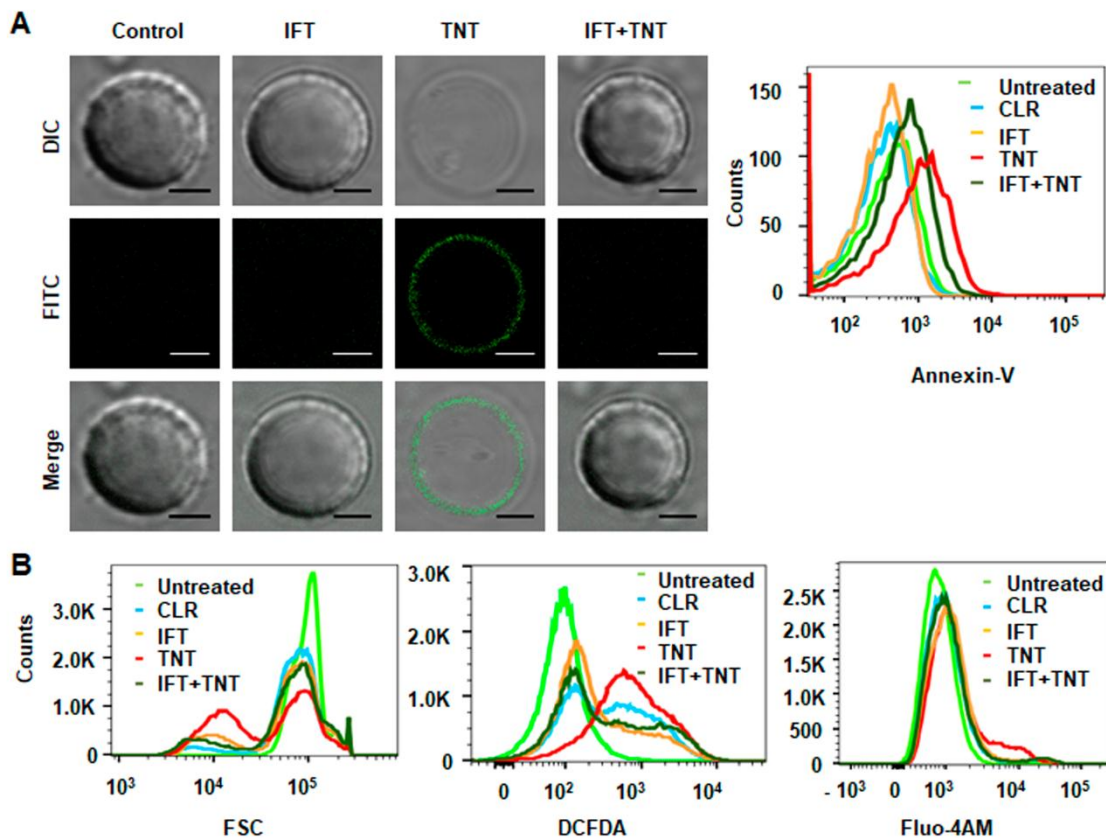 A
Control IFT TNT IFT+TNT
DIC
FITC
Merge
150
100
50
0
Counts
Untreated
CLR
IFT
TNT
IFT+TNT
10² 10³ 10⁴ 10⁵
Annexin-V
B
3.0K
2.0K
1.0K
0
Counts
Untreated
CLR
IFT
TNT
IFT+TNT
10³ 10⁴ 10⁵
FSC
3.0K
2.0K
1.0K
0
Untreated
CLR
IFT
TNT
IFT+TNT
0 10² 10³ 10⁴
DCFDA
2.5K
2.0K
1.5K
1.0K
500
0
Untreated
CLR
IFT
TNT
IFT+TNT
- 10³ 0 10³ 10⁴ 10⁵
Fluo-4AM